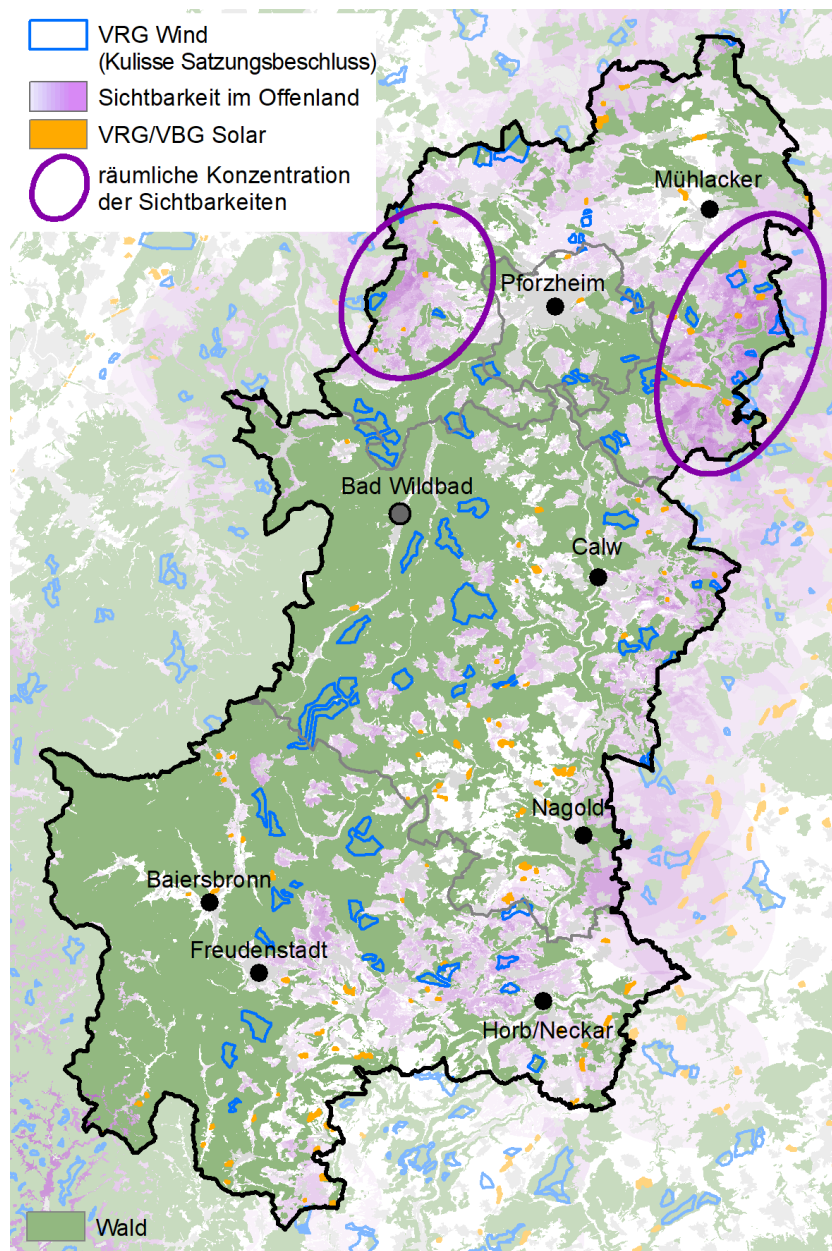 VRG Wind
(Kulisse Satzungsbeschluss)
Sichtbarkeit im Offenland
VRG/VBG Solar
räumliche Konzentration
der Sichtbarkeiten
Mühlacker
Pforzheim
Bad Wildbad
Calw
Nagold
Baiersbronn
Freudenstadt
Horb/Neckar
Wald